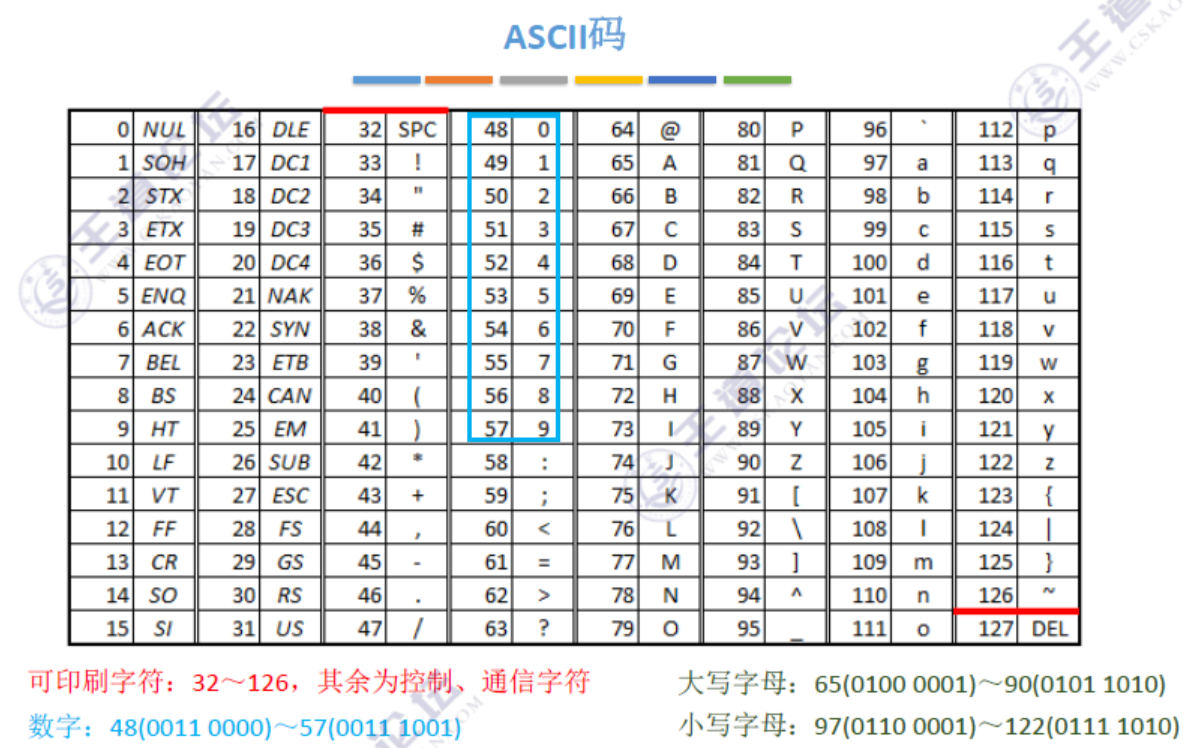 ASCII码
0 NUL 16 DLE 32 SPC 48 0 64 @ 80 P 96 ` 112 p
1 SOH 17 DC1 33 ! 49 1 65 A 81 Q 97 a 113 q
2 STX 18 DC2 34 " 50 2 66 B 82 R 98 b 114 r
3 ETX 19 DC3 35 # 51 3 67 C 83 S 99 c 115 s
4 EOT 20 DC4 36 $ 52 4 68 D 84 T 100 d 116 t
5 ENQ 21 NAK 37 % 53 5 69 E 85 U 101 e 117 u
6 ACK 22 SYN 38 & 54 6 70 F 86 V 102 f 118 v
7 BEL 23 ETB 39 ' 55 7 71 G 87 W 103 g 119 w
8 BS 24 CAN 40 ( 56 8 72 H 88 X 104 h 120 x
9 HT 25 EM 41 ) 57 9 73 I 89 Y 105 i 121 y
10 LF 26 SUB 42 * 58 : 74 J 90 Z 106 j 122 z
11 VT 27 ESC 43 + 59 ; 75 K 91 [ 107 k 123 {
12 FF 28 FS 44 , 60 < 76 L 92 \ 108 l 124 |
13 CR 29 GS 45 - 61 = 77 M 93 ] 109 m 125 }
14 SO 30 RS 46 . 62 > 78 N 94 ^ 110 n 126 ~
15 SI 31 US 47 / 63 ? 79 O 95 _ 111 o 127 DEL
可印刷字符：32～126，其余为控制、通信字符
大写字母：65(0100 0001)～90(0101 1010)
数字：48(0011 0000)～57(0011 1001)
小写字母：97(0110 0001)～122(0111 1010)
王道论坛